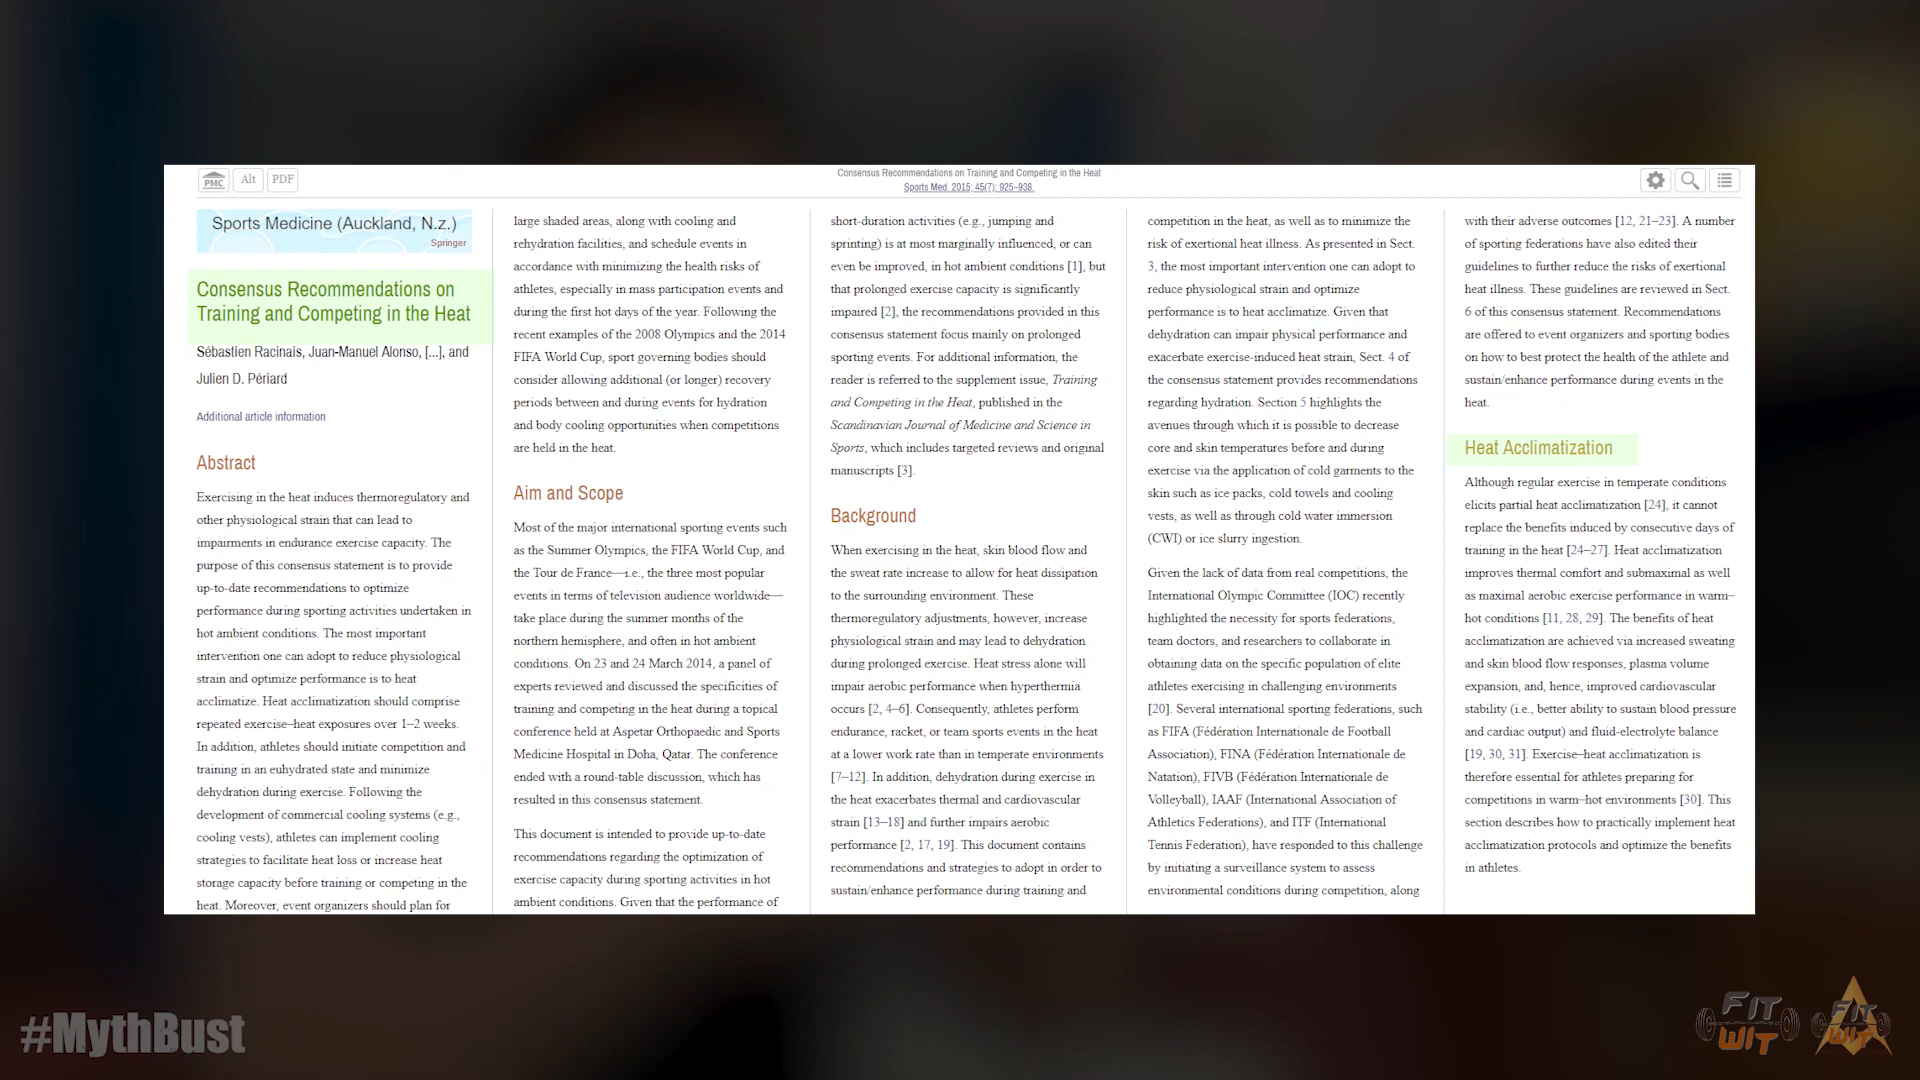 PMC Alt PDF
Consensus Recommendations on Training and Competing in the Heat
Sports Med. 2015; 45(7): 925–938.
Sports Medicine (Auckland, N.z.)
Springer
Consensus Recommendations on
Training and Competing in the Heat
Sébastien Racinais, Juan-Manuel Alonso, [...], and
Julien D. Périard
Additional article information
Abstract
Exercising in the heat induces thermoregulatory and
other physiological strain that can lead to
impairments in endurance exercise capacity. The
purpose of this consensus statement is to provide
up-to-date recommendations to optimize
performance during sporting activities undertaken in
hot ambient conditions. The most important
intervention one can adopt to reduce physiological
strain and optimize performance is to heat
acclimatize. Heat acclimatization should comprise
repeated exercise–heat exposures over 1–2 weeks.
In addition, athletes should initiate competition and
training in an euhydrated state and minimize
dehydration during exercise. Following the
development of commercial cooling systems (e.g.,
cooling vests), athletes can implement cooling
strategies to facilitate heat loss or increase heat
storage capacity before training or competing in the
heat. Moreover, event organizers should plan for
large shaded areas, along with cooling and
rehydration facilities, and schedule events in
accordance with minimizing the health risks of
athletes, especially in mass participation events and
during the first hot days of the year. Following the
recent examples of the 2008 Olympics and the 2014
FIFA World Cup, sport governing bodies should
consider allowing additional (or longer) recovery
periods between and during events for hydration
and body cooling opportunities when competitions
are held in the heat.
Aim and Scope
Most of the major international sporting events such
as the Summer Olympics, the FIFA World Cup, and
the Tour de France—i.e., the three most popular
events in terms of television audience worldwide—
take place during the summer months of the
northern hemisphere, and often in hot ambient
conditions. On 23 and 24 March 2014, a panel of
experts reviewed and discussed the specificities of
training and competing in the heat during a topical
conference held at Aspetar Orthopaedic and Sports
Medicine Hospital in Doha, Qatar. The conference
ended with a round-table discussion, which has
resulted in this consensus statement.
This document is intended to provide up-to-date
recommendations regarding the optimization of
exercise capacity during sporting activities in hot
ambient conditions. Given that the performance of
short-duration activities (e.g., jumping and
sprinting) is at most marginally influenced, or can
even be improved, in hot ambient conditions [1], but
that prolonged exercise capacity is significantly
impaired [2], the recommendations provided in this
consensus statement focus mainly on prolonged
sporting events. For additional information, the
reader is referred to the supplement issue, Training
and Competing in the Heat, published in the
Scandinavian Journal of Medicine and Science in
Sports, which includes targeted reviews and original
manuscripts [3].
Background
When exercising in the heat, skin blood flow and
the sweat rate increase to allow for heat dissipation
to the surrounding environment. These
thermoregulatory adjustments, however, increase
physiological strain and may lead to dehydration
during prolonged exercise. Heat stress alone will
impair aerobic performance when hyperthermia
occurs [2, 4–6]. Consequently, athletes perform
endurance, racket, or team sports events in the heat
at a lower work rate than in temperate environments
[7–12]. In addition, dehydration during exercise in
the heat exacerbates thermal and cardiovascular
strain [13–18] and further impairs aerobic
performance [2, 17, 19]. This document contains
recommendations and strategies to adopt in order to
sustain/enhance performance during training and
competition in the heat, as well as to minimize the
risk of exertional heat illness. As presented in Sect.
3, the most important intervention one can adopt to
reduce physiological strain and optimize
performance is to heat acclimatize. Given that
dehydration can impair physical performance and
exacerbate exercise-induced heat strain, Sect. 4 of
the consensus statement provides recommendations
regarding hydration. Section 5 highlights the
avenues through which it is possible to decrease
core and skin temperatures before and during
exercise via the application of cold garments to the
skin such as ice packs, cold towels and cooling
vests, as well as through cold water immersion
(CWI) or ice slurry ingestion.
Given the lack of data from real competitions, the
International Olympic Committee (IOC) recently
highlighted the necessity for sports federations,
team doctors, and researchers to collaborate in
obtaining data on the specific population of elite
athletes exercising in challenging environments
[20]. Several international sporting federations, such
as FIFA (Fédération Internationale de Football
Association), FINA (Fédération Internationale de
Natation), FIVB (Fédération Internationale de
Volleyball), IAAF (International Association of
Athletics Federations), and ITF (International
Tennis Federation), have responded to this challenge
by initiating a surveillance system to assess
environmental conditions during competition, along
with their adverse outcomes [12, 21–23]. A number
of sporting federations have also edited their
guidelines to further reduce the risks of exertional
heat illness. These guidelines are reviewed in Sect.
6 of this consensus statement. Recommendations
are offered to event organizers and sporting bodies
on how to best protect the health of the athlete and
sustain/enhance performance during events in the
heat.
Heat Acclimatization
Although regular exercise in temperate conditions
elicits partial heat acclimatization [24], it cannot
replace the benefits induced by consecutive days of
training in the heat [24–27]. Heat acclimatization
improves thermal comfort and submaximal as well
as maximal aerobic exercise performance in warm–
hot conditions [11, 28, 29]. The benefits of heat
acclimatization are achieved via increased sweating
and skin blood flow responses, plasma volume
expansion, and, hence, improved cardiovascular
stability (i.e., better ability to sustain blood pressure
and cardiac output) and fluid-electrolyte balance
[19, 30, 31]. Exercise–heat acclimatization is
therefore essential for athletes preparing for
competitions in warm–hot environments [30]. This
section describes how to practically implement heat
acclimatization protocols and optimize the benefits
in athletes.
#MythBust
FIT
WIT
FIT
WIT